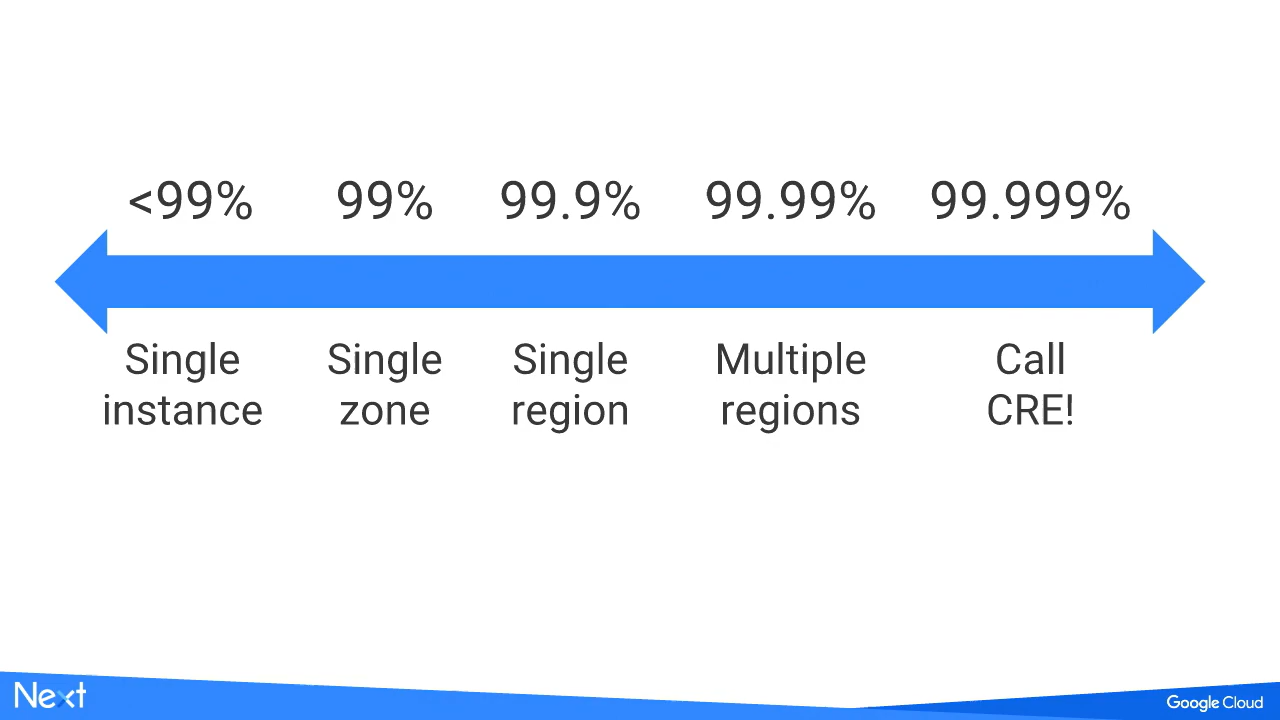 <99% 99% 99.9% 99.99% 99.999%
Single Single Single Multiple Call
instance zone region regions CRE!
Next
Google Cloud